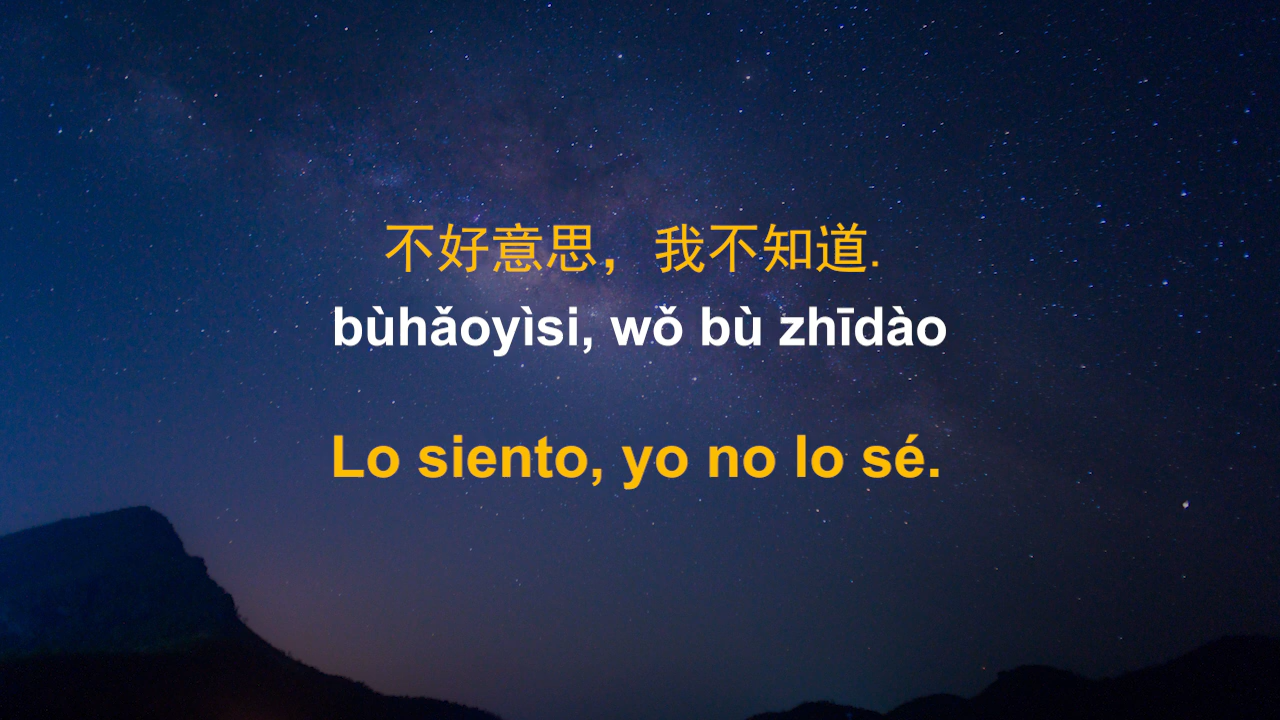 不好意思，我不知道.
bùhǎoyìsi, wǒ bù zhīdào
Lo siento, yo no lo sé.